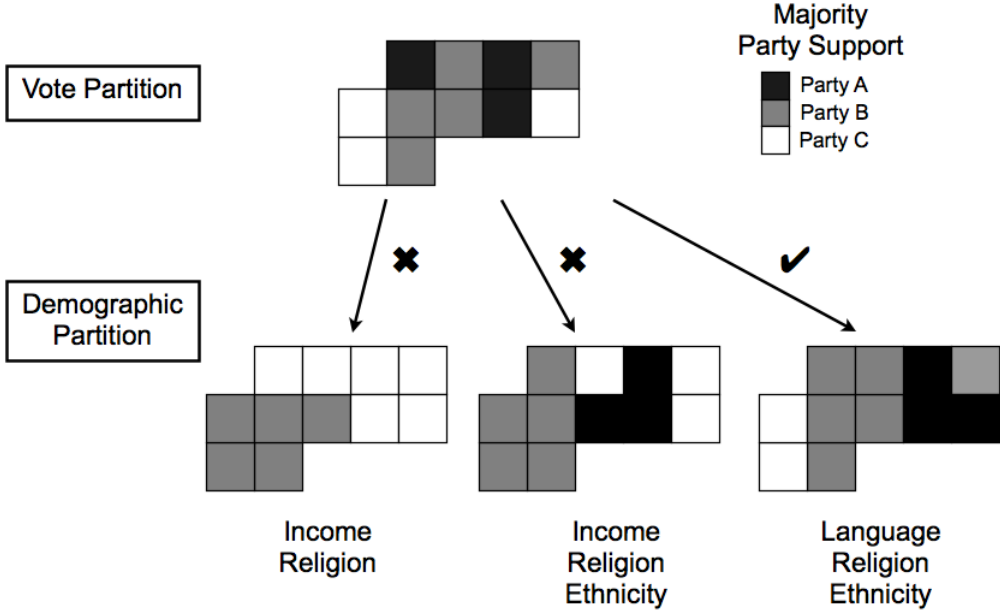 Majority
Party Support
Vote Partition
Party A
Party B
Party C
Demographic
Partition
Income
Religion
Income
Religion
Ethnicity
Language
Religion
Ethnicity